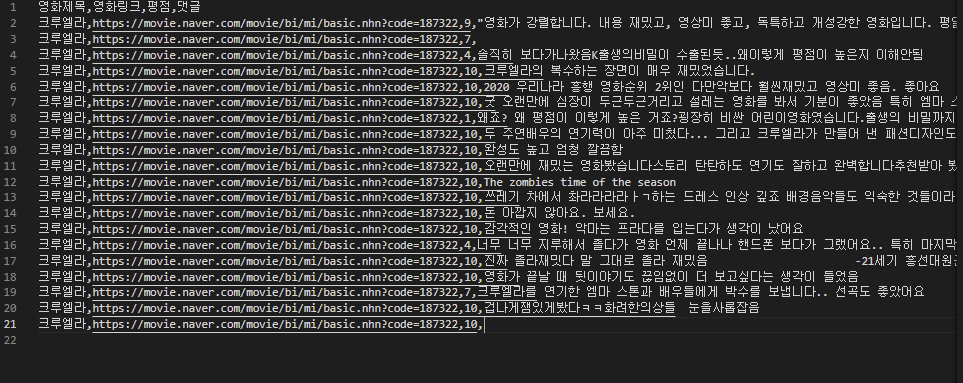 1 영화제목,영화링크,평점,댓글
2 크루엘라,https://movie.naver.com/movie/bi/mi/basic.nhn?code=187322,9,"영화가 강렬합니다. 내용 재밌고, 영상미 좋고, 독특하고 개성강한 영화입니다. 평일
3 크루엘라,https://movie.naver.com/movie/bi/mi/basic.nhn?code=187322,7,
4 크루엘라,https://movie.naver.com/movie/bi/mi/basic.nhn?code=187322,4,솔직히 보다가나왔음K출생의비밀이 수출된듯..왜이렇게 평점이 높은지 이해안됨
5 크루엘라,https://movie.naver.com/movie/bi/mi/basic.nhn?code=187322,10,크루엘라의 복수하는 장면이 매우 재밌었습니다.
6 크루엘라,https://movie.naver.com/movie/bi/mi/basic.nhn?code=187322,10,2020 우리나라 흥행 영화순위 2위인 다만악보다 훨씬재밌고 영상미 좋음. 좋아요
7 크루엘라,https://movie.naver.com/movie/bi/mi/basic.nhn?code=187322,10,굿 오랜만에 심장이 두근두근거리고 설레는 영화를 봐서 기분이 좋았음 특히 엠마 스
8 크루엘라,https://movie.naver.com/movie/bi/mi/basic.nhn?code=187322,1,왜죠? 왜 평점이 이렇게 높은 거죠?굉장히 비싼 어린이영화였습니다.출생의 비밀까지
9 크루엘라,https://movie.naver.com/movie/bi/mi/basic.nhn?code=187322,10,두 주연배우의 연기력이 아주 미쳤다... 그리고 크루엘라가 만들어 낸 패션디자인도
10 크루엘라,https://movie.naver.com/movie/bi/mi/basic.nhn?code=187322,10,완성도 높고 엄청 깔끔함
11 크루엘라,https://movie.naver.com/movie/bi/mi/basic.nhn?code=187322,10,오랜만에 재밌는 영화봤습니다스토리 탄탄하도 연기도 잘하고 완벽합니다추천받아 봤
12 크루엘라,https://movie.naver.com/movie/bi/mi/basic.nhn?code=187322,10,The zombies time of the season
13 크루엘라,https://movie.naver.com/movie/bi/mi/basic.nhn?code=187322,10,쓰레기 차에서 촤라라라라ㅏㄱ하는 드레스 인상 깊죠 배경음악들도 익숙한 것들이라
14 크루엘라,https://movie.naver.com/movie/bi/mi/basic.nhn?code=187322,10,돈 아깝지 않아요. 보세요.
15 크루엘라,https://movie.naver.com/movie/bi/mi/basic.nhn?code=187322,10,감각적인 영화! 악마는 프라다를 입는다가 생각이 났어요
16 크루엘라,https://movie.naver.com/movie/bi/mi/basic.nhn?code=187322,4,너무 너무 지루해서 졸다가 영화 언제 끝나나 핸드폰 보다가 그랬어요.. 특히 마지막
17 크루엘라,https://movie.naver.com/movie/bi/mi/basic.nhn?code=187322,10,진짜 졸라재밋다 말 그대로 졸라 재밌음 -21세기 흥선대원군
18 크루엘라,https://movie.naver.com/movie/bi/mi/basic.nhn?code=187322,10,영화가 끝날 때 뒷이야기도 끊임없이 더 보고싶다는 생각이 들었음
19 크루엘라,https://movie.naver.com/movie/bi/mi/basic.nhn?code=187322,7,크루엘라를 연기한 엠마 스톤과 배우들에게 박수를 보냅니다.. 선곡도 좋았어요
20 크루엘라,https://movie.naver.com/movie/bi/mi/basic.nhn?code=187322,10,겁나게잼있게봤다ㅋㅋ화려한의상들 눈을사롭잡음
21 크루엘라,https://movie.naver.com/movie/bi/mi/basic.nhn?code=187322,10,
22